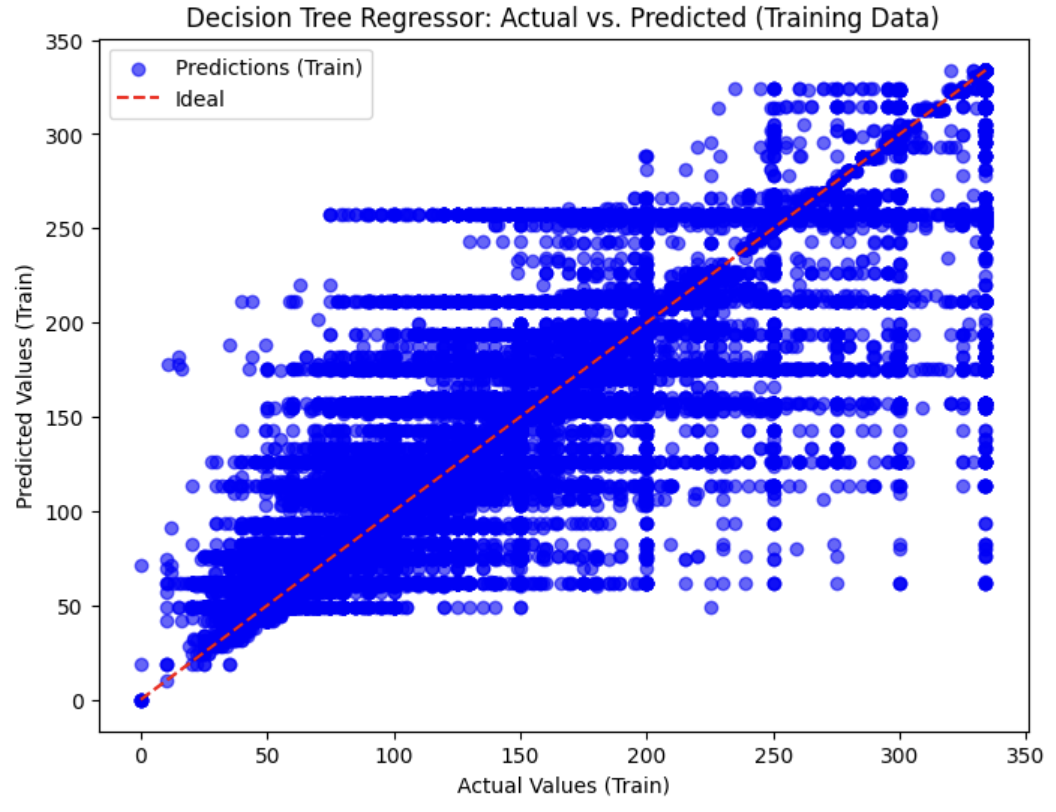 Decision Tree Regressor: Actual vs. Predicted (Training Data)
Predictions (Train)
Ideal
Predicted Values (Train)
350
300
250
200
150
100
50
0
0 50 100 150 200 250 300 350
Actual Values (Train)